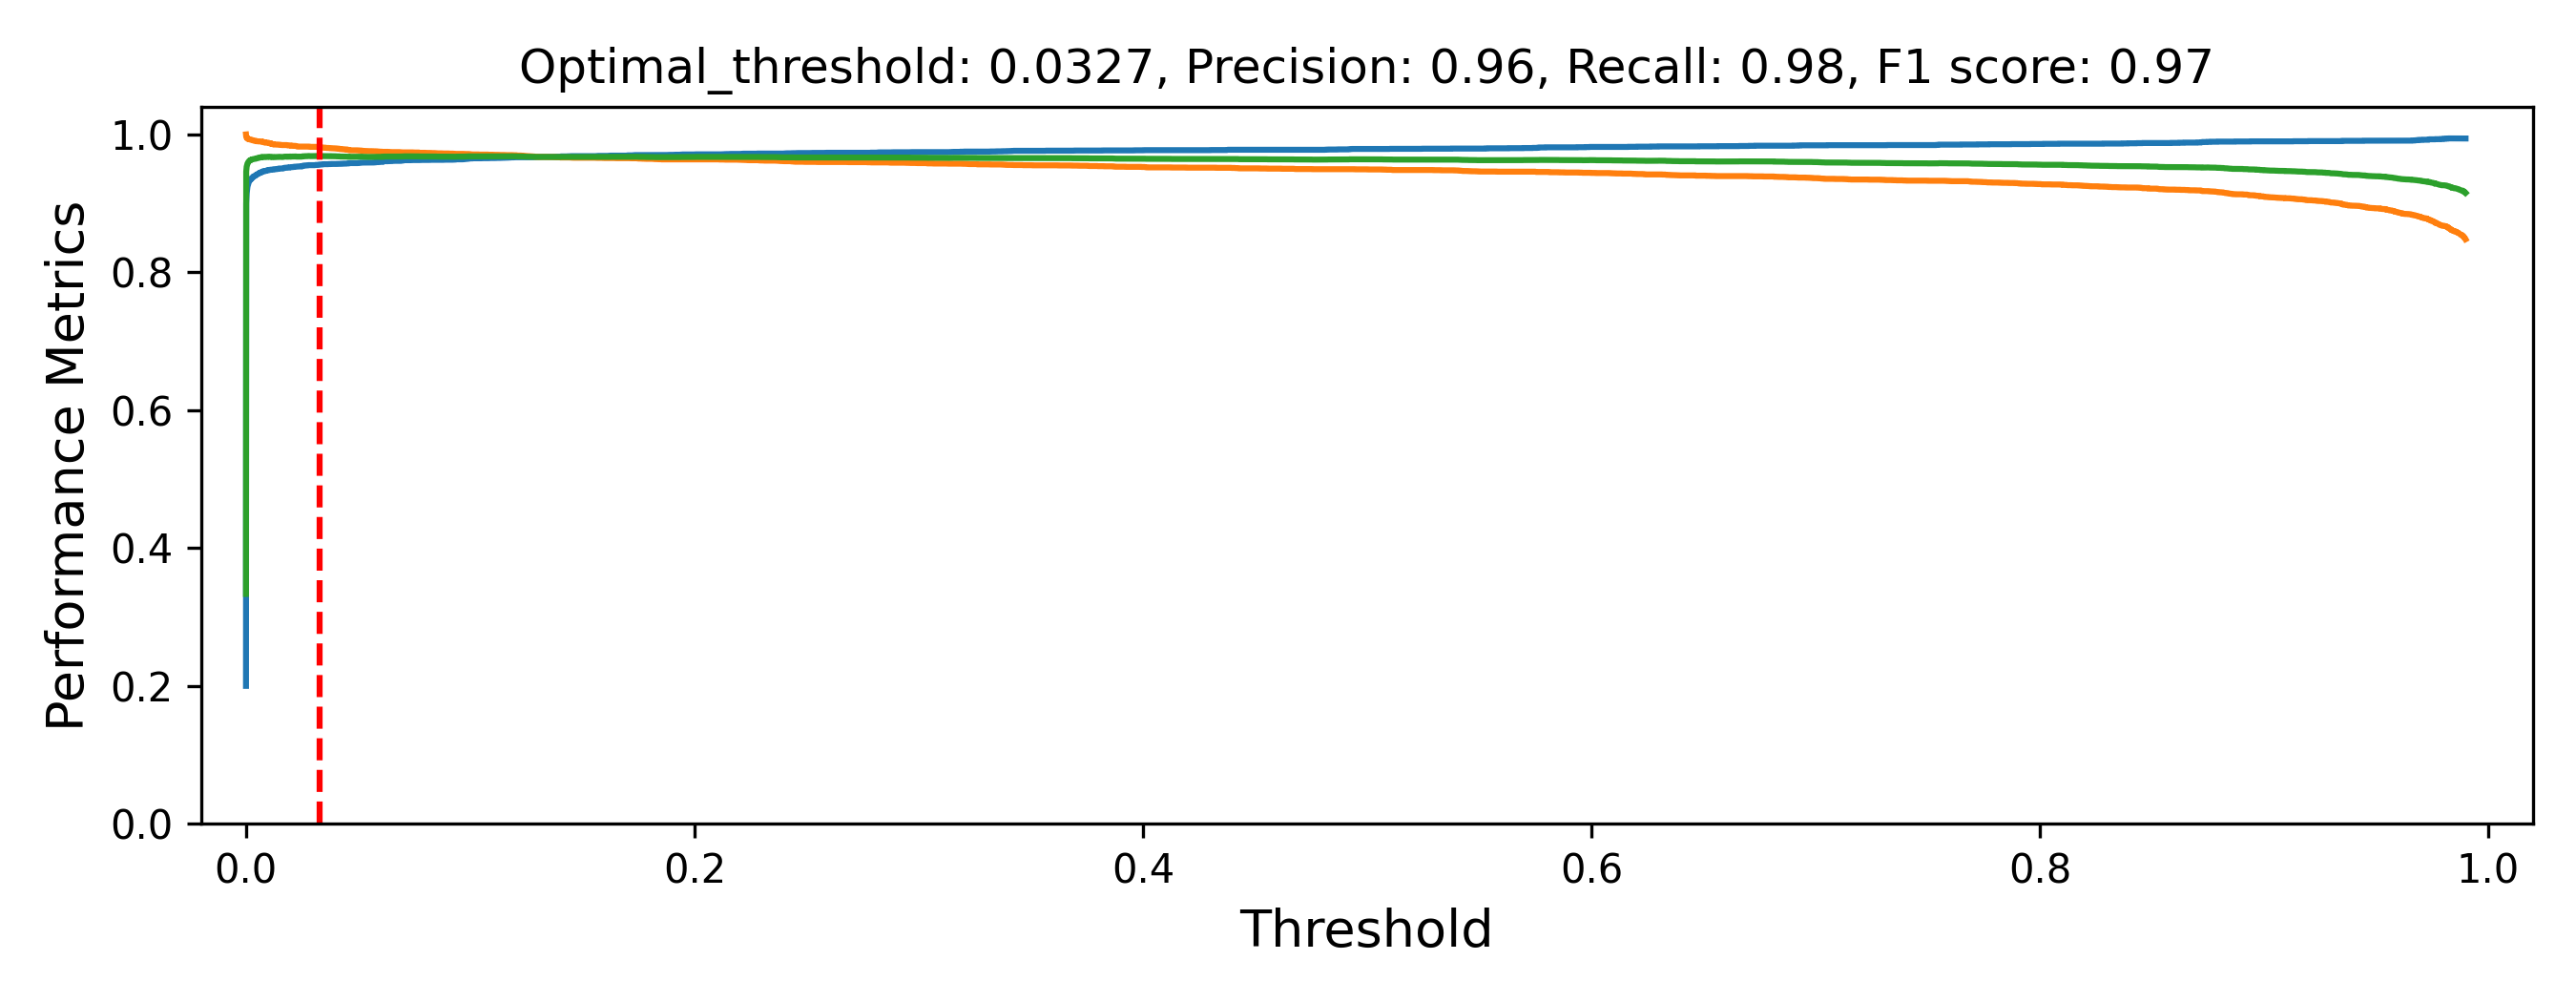 Optimal_threshold: 0.0327, Precision: 0.96, Recall: 0.98, F1 score: 0.97
Performance Metrics
1.0
0.8
0.6
0.4
0.2
0.0
0.0 0.2 0.4 0.6 0.8 1.0
Threshold